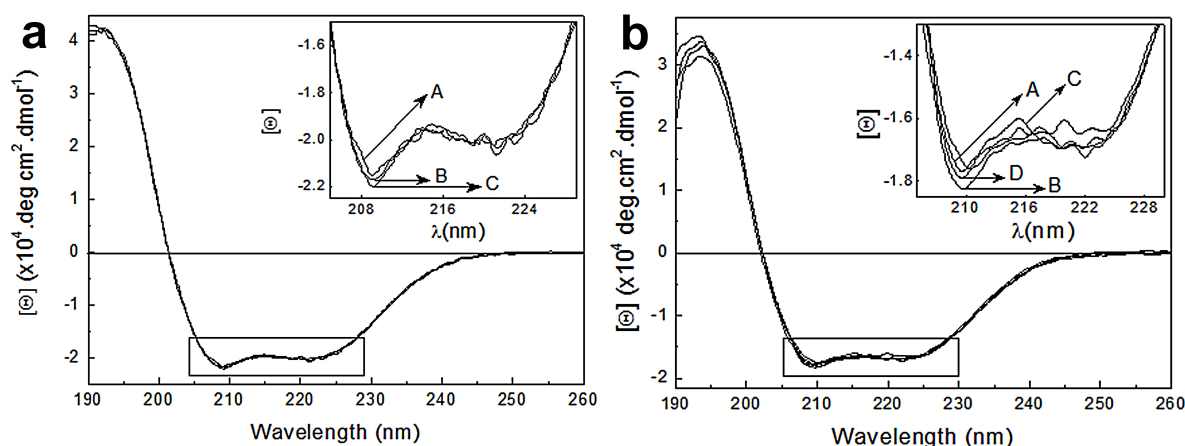 a
[Θ] (x10⁴.deg cm².dmol⁻¹)
4
3
2
1
0
-1
-2
190 200 210 220 230 240 250 260
Wavelength (nm)
[Θ]
-1.6
-2.0
-2.2
208 216 224
λ(nm)
A
B
C
b
[Θ] (x10⁴ deg.cm².dmol⁻¹)
3
2
1
0
-1
-2
190 200 210 220 230 240 250 260
Wavelength (nm)
[Θ]
-1.4
-1.6
-1.8
210 216 222 228
λ(nm)
A C
D
B